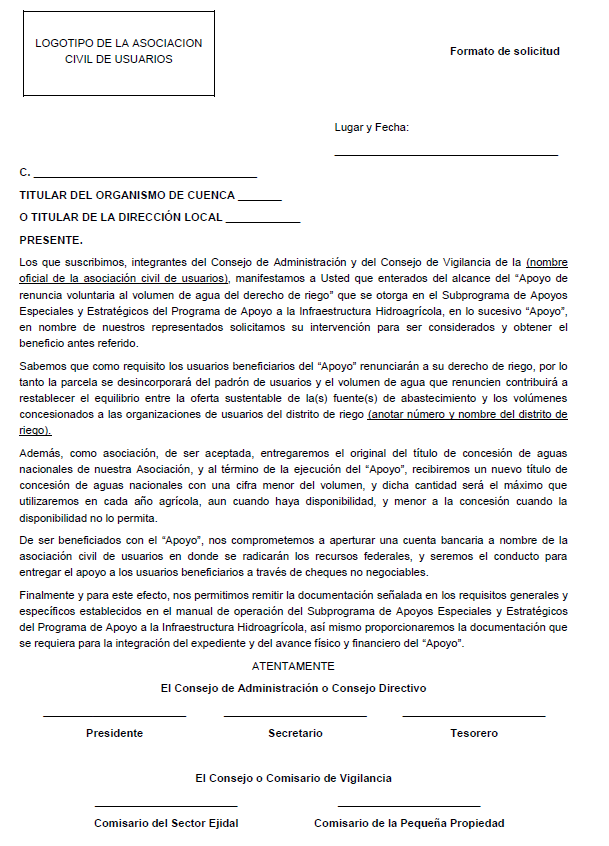 LOGOTIPO DE LA ASOCIACION
CIVIL DE USUARIOS
Formato de solicitud
Lugar y Fecha:
C.
TITULAR DEL ORGANISMO DE CUENCA
O TITULAR DE LA DIRECCIÓN LOCAL
PRESENTE.
Los que suscribimos, integrantes del Consejo de Administración y del Consejo de Vigilancia de la (nombre
oficial de la asociación civil de usuarios), manifestamos a Usted que enterados del alcance del “Apoyo de
renuncia voluntaria al volumen de agua del derecho de riego” que se otorga en el Subprograma de Apoyos
Especiales y Estratégicos del Programa de Apoyo a la Infraestructura Hidroagrícola, en lo sucesivo “Apoyo”,
en nombre de nuestros representados solicitamos su intervención para ser considerados y obtener el
beneficio antes referido.
Sabemos que como requisito los usuarios beneficiarios del “Apoyo” renunciarán a su derecho de riego, por lo
tanto la parcela se desincorporará del padrón de usuarios y el volumen de agua que renuncien contribuirá a
restablecer el equilibrio entre la oferta sustentable de la(s) fuente(s) de abastecimiento y los volúmenes
concesionados a las organizaciones de usuarios del distrito de riego (anotar número y nombre del distrito de
riego).
Además, como asociación, de ser aceptada, entregaremos el original del título de concesión de aguas
nacionales de nuestra Asociación, y al término de la ejecución del “Apoyo”, recibiremos un nuevo título de
concesión de aguas nacionales con una cifra menor del volumen, y dicha cantidad será el máximo que
utilizaremos en cada año agrícola, aun cuando haya disponibilidad, y menor a la concesión cuando la
disponibilidad no lo permita.
De ser beneficiados con el “Apoyo”, nos comprometemos a aperturar una cuenta bancaria a nombre de la
asociación civil de usuarios en donde se radicarán los recursos federales, y seremos el conducto para
entregar el apoyo a los usuarios beneficiarios a través de cheques no negociables.
Finalmente y para este efecto, nos permitimos remitir la documentación señalada en los requisitos generales y
específicos establecidos en el manual de operación del Subprograma de Apoyos Especiales y Estratégicos
del Programa de Apoyo a la Infraestructura Hidroagrícola, así mismo proporcionaremos la documentación que
se requiera para la integración del expediente y del avance físico y financiero del “Apoyo”.
ATENTAMENTE
El Consejo de Administración o Consejo Directivo
Presidente Secretario Tesorero
El Consejo o Comisario de Vigilancia
Comisario del Sector Ejidal Comisario de la Pequeña Propiedad